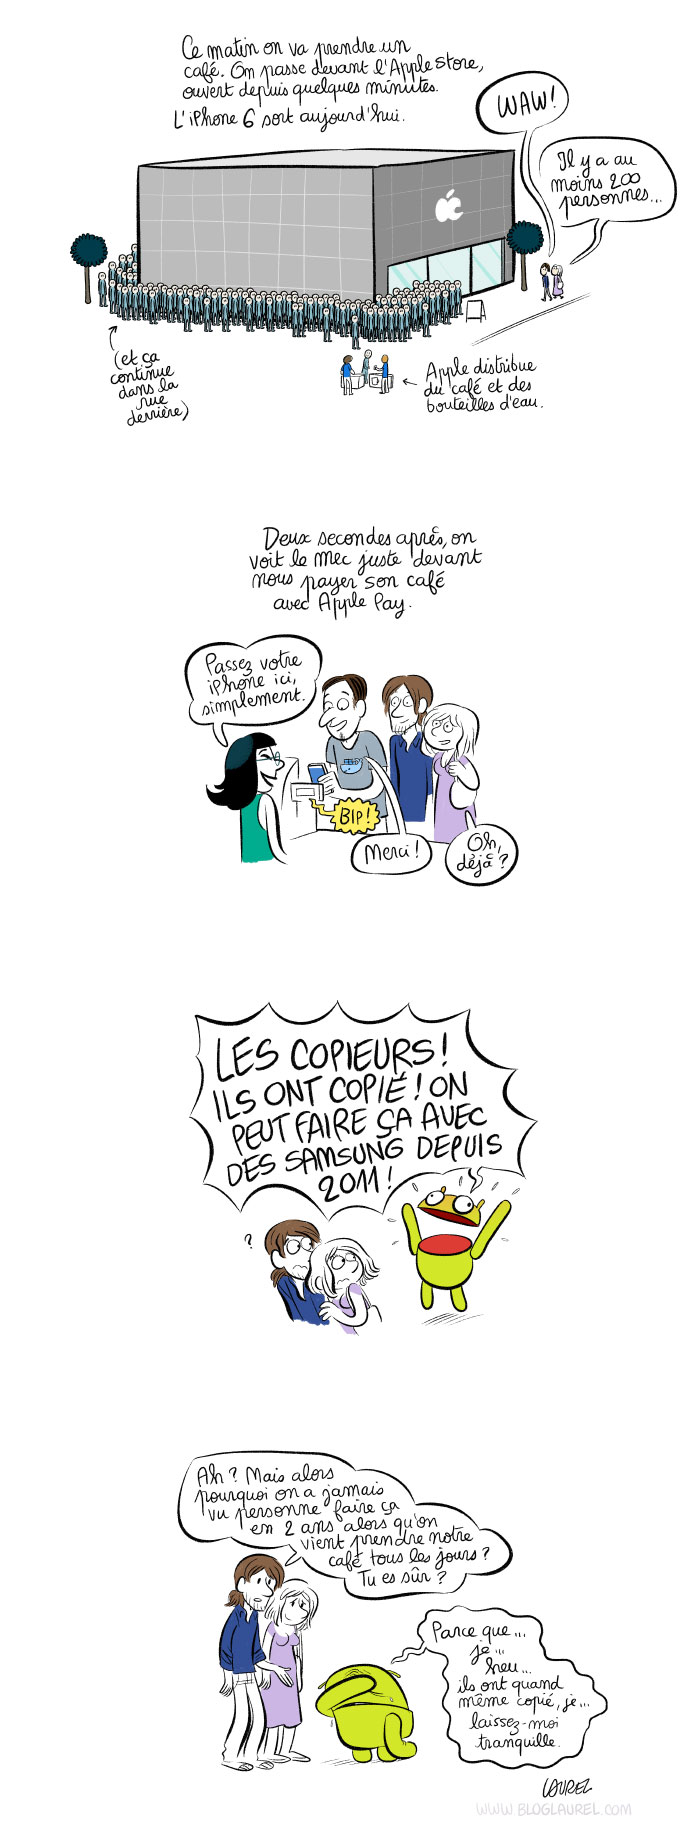 Ce matin on va prendre un
café. On passe devant l'Apple Store,
ouvert depuis quelques minutes.
L'iPhone 6 sort aujourd'hui.
WAW!
Il y a au
moins 200
personnes...
(et ça
continue
dans la
rue
derrière)
Apple distribue
du café et des
bouteilles d'eau.
Deux secondes après, on
voit le mec juste devant
nous payer son café
avec Apple Pay.
Passez votre
iPhone ici,
simplement.
BIP!
Merci!
Oh,
déjà?
LES COPIEURS!
ILS ONT COPIÉ! ON
PEUT FAIRE ÇA AVEC
DES SAMSUNG DEPUIS
2011!
?
Ah? Mais alors
pourquoi on a jamais
vu personne faire ça
en 2 ans alors qu'on
vient prendre notre
café tous les jours?
Tu es sûr?
Parce que...
je...
heu...
ils ont quand
même copié, je...
laissez-moi
tranquille.
LAUREL
WWW.BLOGLAUREL.COM